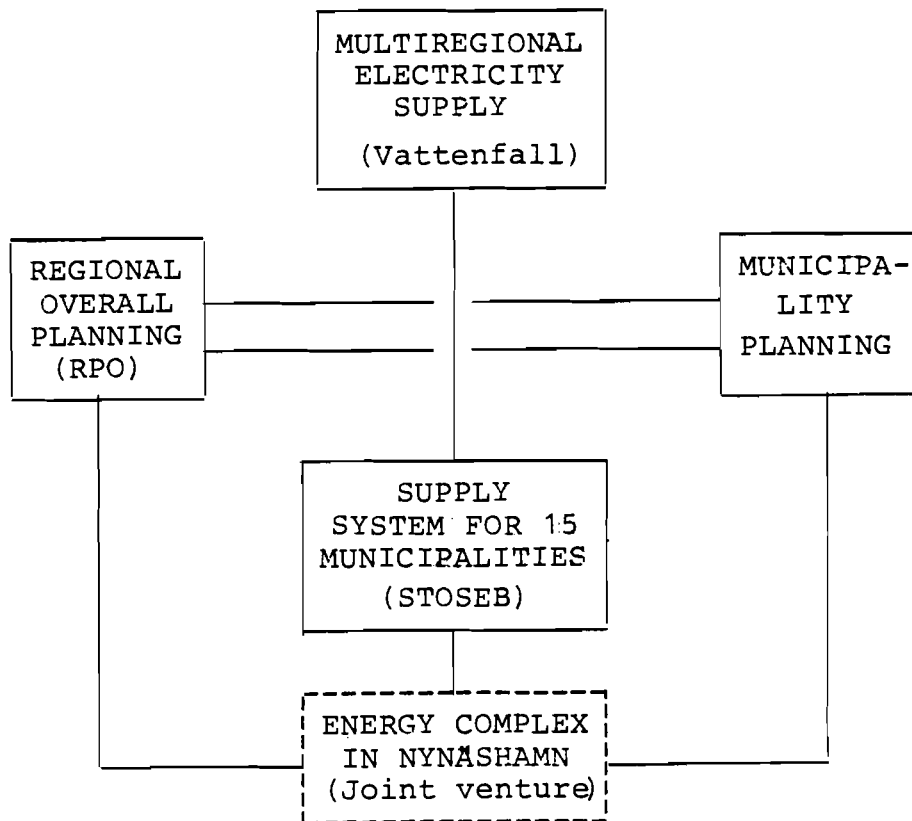 MULTIREGIONAL
ELECTRICITY
SUPPLY
(Vattenfall)
REGIONAL
OVERALL
PLANNING
(RPO)
MUNICIPA-
LITY
PLANNING
SUPPLY
SYSTEM FOR 15
MUNICIPALITIES
(STOSEB)
ENERGY COMPLEX
IN NYNÄSHAMN
(Joint venture)